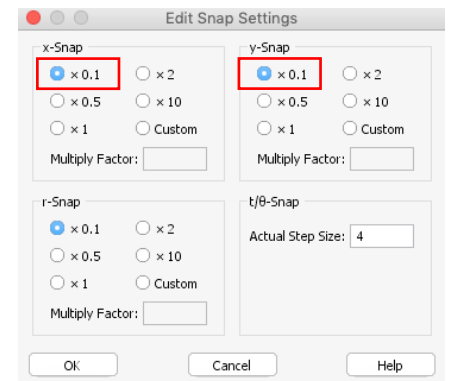 Edit Snap Settings
x-Snap
× 0.1 × 2
× 0.5 × 10
× 1 Custom
Multiply Factor:
y-Snap
× 0.1 × 2
× 0.5 × 10
× 1 Custom
Multiply Factor:
r-Snap
× 0.1 × 2
× 0.5 × 10
× 1 Custom
Multiply Factor:
t/θ-Snap
Actual Step Size: 4
OK Cancel Help